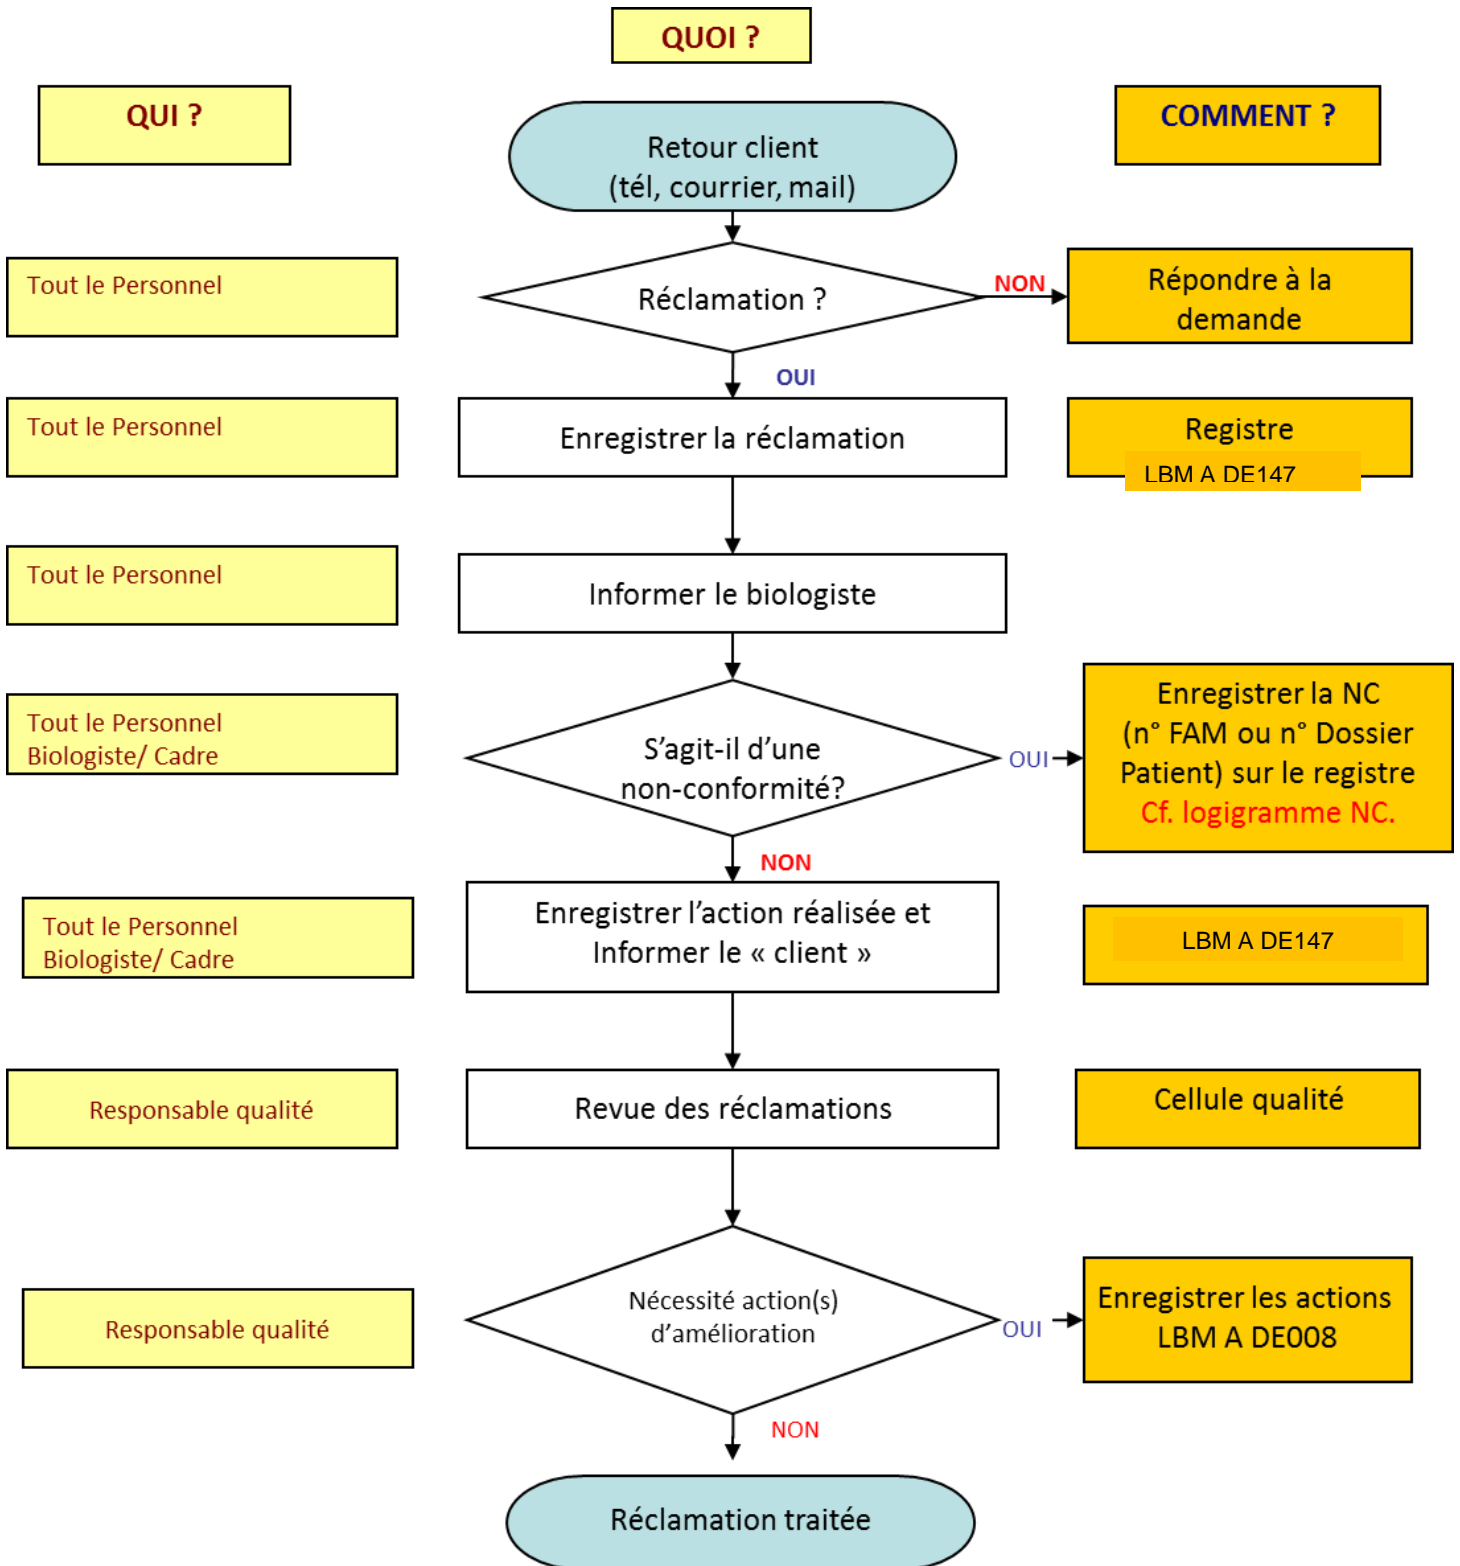 QUOI ?
QUI ?
COMMENT ?
Retour client
(tél, courrier, mail)
Tout le Personnel
Réclamation ?
NON
Répondre à la
demande
OUI
Tout le Personnel
Enregistrer la réclamation
Registre
LBM A DE147
Tout le Personnel
Informer le biologiste
Tout le Personnel
Biologiste/ Cadre
S’agit-il d’une
non-conformité?
OUI
Enregistrer la NC
(n° FAM ou n° Dossier
Patient) sur le registre
Cf. logigramme NC.
NON
Tout le Personnel
Biologiste/ Cadre
Enregistrer l’action réalisée et
Informer le « client »
LBM A DE147
Responsable qualité
Revue des réclamations
Cellule qualité
Responsable qualité
Nécessité action(s)
d’amélioration
OUI
Enregistrer les actions
LBM A DE008
NON
Réclamation traitée